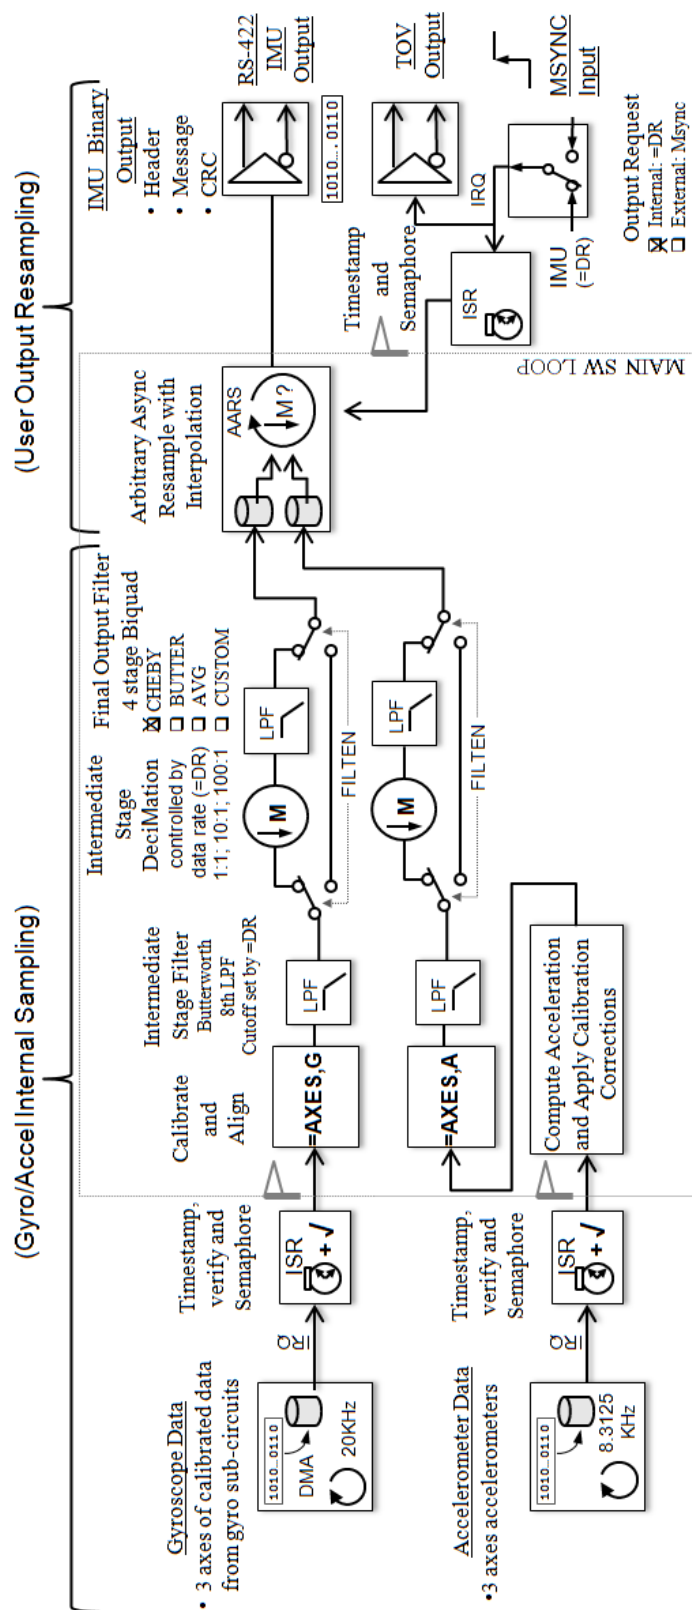 (Gyro/Accel Internal Sampling)
(User Output Resampling)
Gyroscope Data
• 3 axes of calibrated data
from gyro sub-circuits
1010...0110
DMA
20KHz
IRQ
Timestamp,
verify and
Semaphore
ISR
+ √
Calibrate
and
Align
=AXES,G
Intermediate
Stage Filter
Butterworth
8th LPF
Cutoff set by =DR
LPF
Intermediate
Stage
DeciMation
controlled by
data rate (=DR)
1:1; 10:1; 100:1
M
FILTEN
Final Output Filter
4 stage Biquad
☒ CHEBY
☐ BUTTER
☐ AVG
☐ CUSTOM
LPF
Arbitrary Async
Resample with
Interpolation
AARS
M ?
IMU Binary
Output
• Header
• Message
• CRC
RS-422
IMU
Output
1010... 0110
Accelerometer Data
•3 axes accelerometers
1010...0110
8.3125
KHz
IRQ
Timestamp,
verify and
Semaphore
ISR
+ √
Compute Acceleration
and Apply Calibration
Corrections
=AXES,A
LPF
M
FILTEN
LPF
MAIN SW LOOP
Timestamp
and
Semaphore
ISR
IRQ
TOV
Output
IMU
(=DR)
MSYNC
Input
Output Request
☒ Internal: =DR
☐ External: Msync